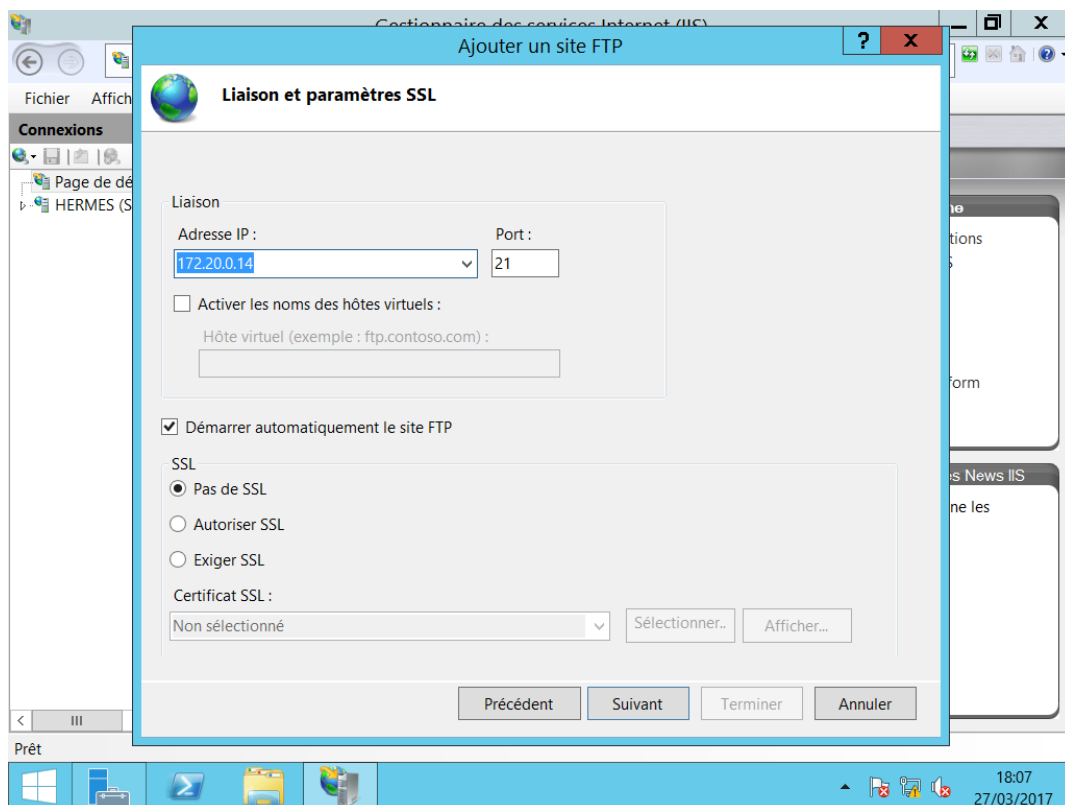 Gestionnaire des services Internet (IIS)
Ajouter un site FTP
? X
X
Fichier Affich
Liaison et paramètres SSL
Connexions
Page de dé
HERMES (S
Liaison
Adresse IP : Port :
172.20.0.14 21
Activer les noms des hôtes virtuels :
Hôte virtuel (exemple : ftp.contoso.com) :
Démarrer automatiquement le site FTP
SSL
Pas de SSL
Autoriser SSL
Exiger SSL
Certificat SSL :
Non sélectionné Sélectionner.. Afficher...
Précédent Suivant Terminer Annuler
tions
form
s News IIS
ne les
Prêt
18:07
27/03/2017